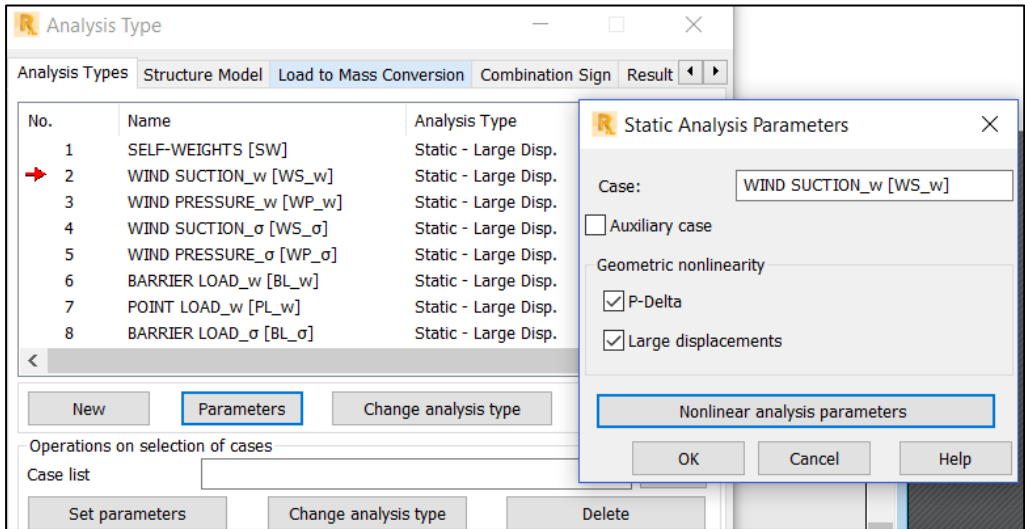 Analysis Type
Analysis Types Structure Model Load to Mass Conversion Combination Sign Result
No. Name Analysis Type
1 SELF-WEIGHTS [SW] Static - Large Disp.
2 WIND SUCTION_w [WS_w] Static - Large Disp.
3 WIND PRESSURE_w [WP_w] Static - Large Disp.
4 WIND SUCTION_σ [WS_σ] Static - Large Disp.
5 WIND PRESSURE_σ [WP_σ] Static - Large Disp.
6 BARRIER LOAD_w [BL_w] Static - Large Disp.
7 POINT LOAD_w [PL_w] Static - Large Disp.
8 BARRIER LOAD_σ [BL_σ] Static - Large Disp.
New Parameters Change analysis type
Operations on selection of cases
Case list
Set parameters Change analysis type Delete
Static Analysis Parameters
Case: WIND SUCTION_w [WS_w]
Auxiliary case
Geometric nonlinearity
P-Delta
Large displacements
Nonlinear analysis parameters
OK Cancel Help